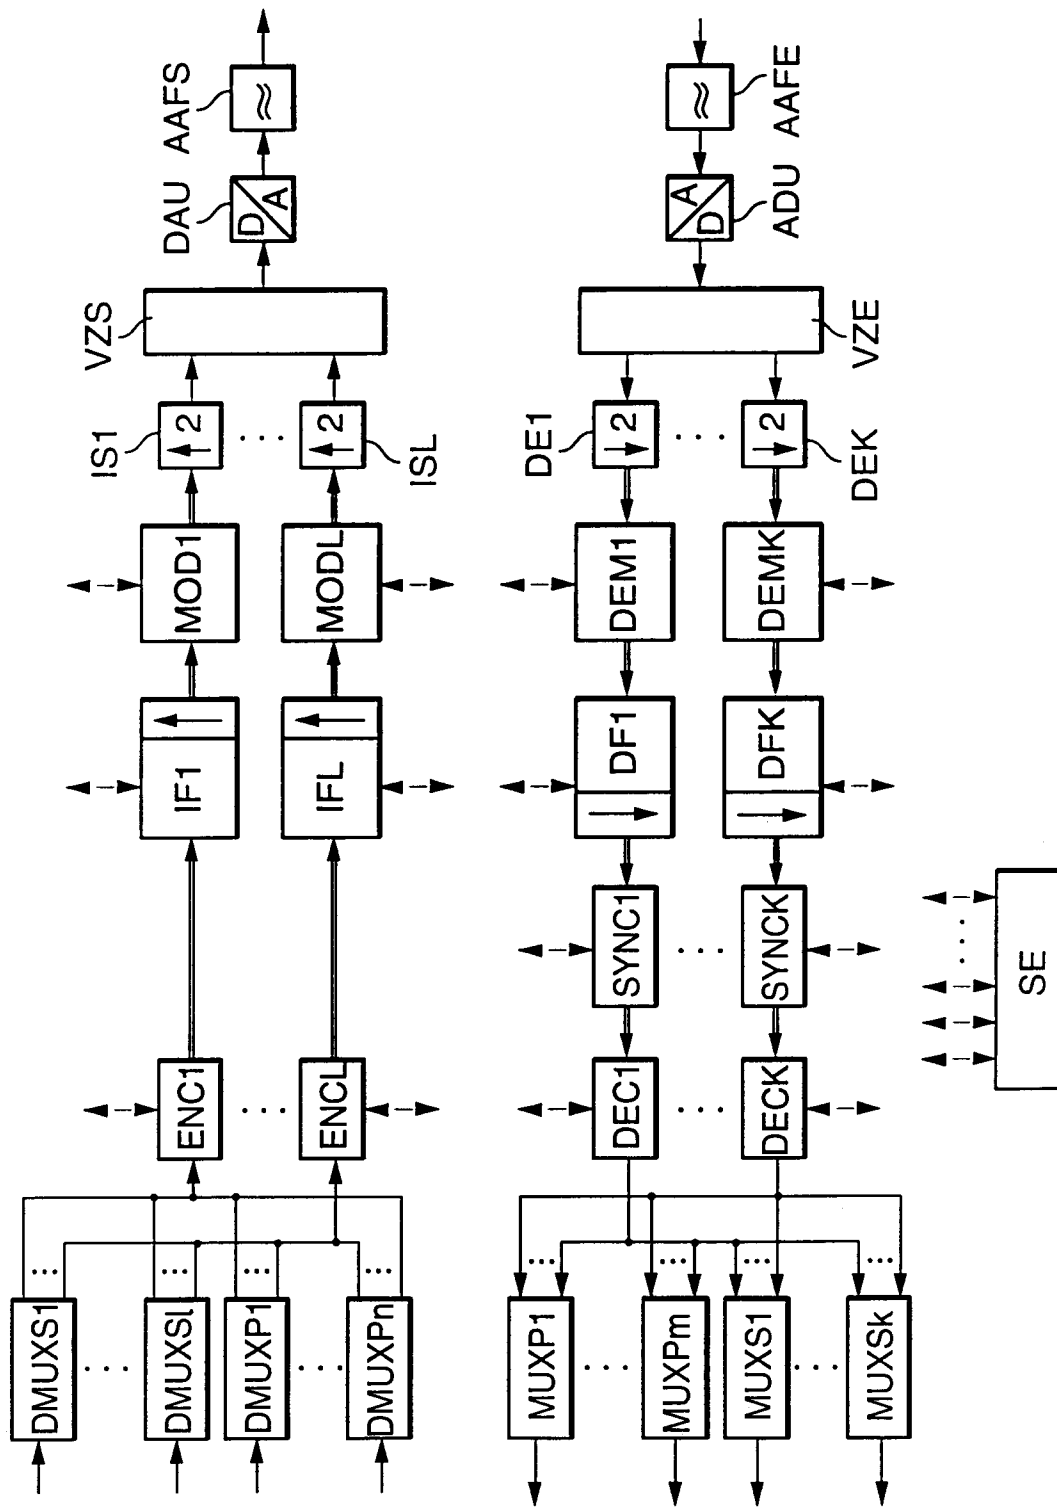 DMUXS1
DMUXSl
DMUXP1
DMUXPn
ENC1
ENCL
IF1
IFL
MOD1
MODL
IS1
2
2
ISL
VZS
DAU
D
A
AAFS
≈
MUXP1
MUXPm
MUXS1
MUXSk
DEC1
DECK
SYNC1
SYNCK
DF1
DFK
DEM1
DEMK
DE1
2
2
DEK
VZE
A
D
ADU
≈
AAFE
SE